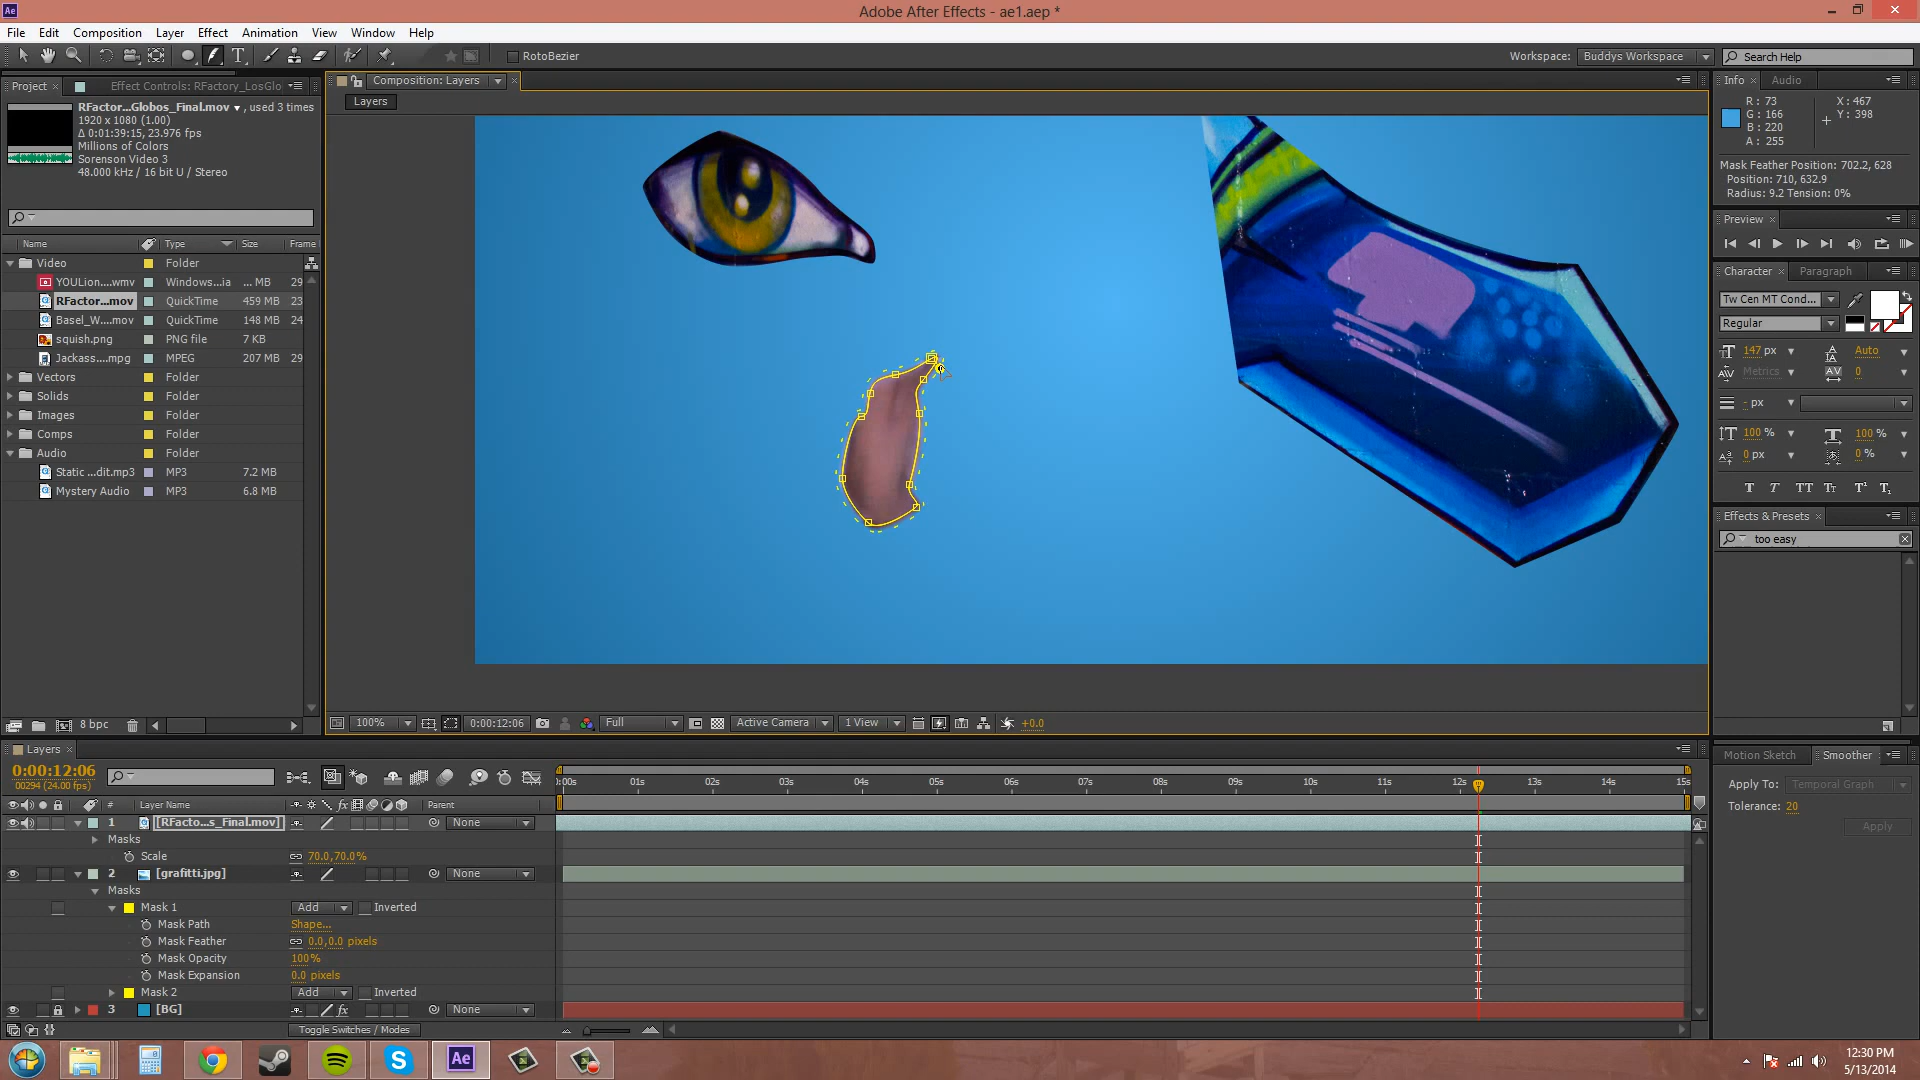 Ae
Adobe After Effects - ae1.aep *
File Edit Composition Layer Effect Animation View Window Help
T RotoBezier Workspace: Buddys Workspace Search Help
Project Effect Controls: RFactory_LosGlo
RFactor...Globos_Final.mov , used 3 times
1920 x 1080 (1.00)
Δ 0:01:39:15, 23.976 fps
Millions of Colors
Sorenson Video 3
48.000 kHz / 16 bit U / Stereo
Name Type Size Frame
Video Folder
YOULion....wmv Windows...ia ... MB 29
RFactor...mov QuickTime 459 MB 23
Basel_W....mov QuickTime 148 MB 24
squish.png PNG file 7 KB
Jackass....mpg MPEG 207 MB 29
Vectors Folder
Solids Folder
Images Folder
Comps Folder
Audio Folder
Static ...dit.mp3 MP3 7.2 MB
Mystery Audio MP3 6.8 MB
8 bpc
Composition: Layers
Layers
100% 0:00:12:06 Full Active Camera 1 View +0.0
Info Audio
R : 73 X : 467
G : 166 Y : 398
B : 220
A : 255
Mask Feather Position: 702.2, 628
Position: 710, 632.9
Radius: 9.2 Tension: 0%
Preview
Character Paragraph
Tw Cen MT Cond...
Regular
147 px Auto
Metrics 0
- px
100 % 100 %
0 px 0 %
T T TT Tt T¹ T₁
Effects & Presets
too easy
Layers
0:00:12:06
00294 (24.00 fps)
:00s 01s 02s 03s 04s 05s 06s 07s 08s 09s 10s 11s 12s 13s 14s 15s
# Layer Name fx Parent
1 [RFacto...s_Final.mov] None
Masks
Scale 70.0,70.0%
2 [grafitti.jpg] None
Masks
Mask 1 Add Inverted
Mask Path Shape...
Mask Feather 0.0,0.0 pixels
Mask Opacity 100%
Mask Expansion 0.0 pixels
Mask 2 Add Inverted
3 [BG] fx None
Toggle Switches / Modes
Motion Sketch Smoother
Apply To: Temporal Graph
Tolerance: 20
Apply
S Ae
12:30 PM
5/13/2014